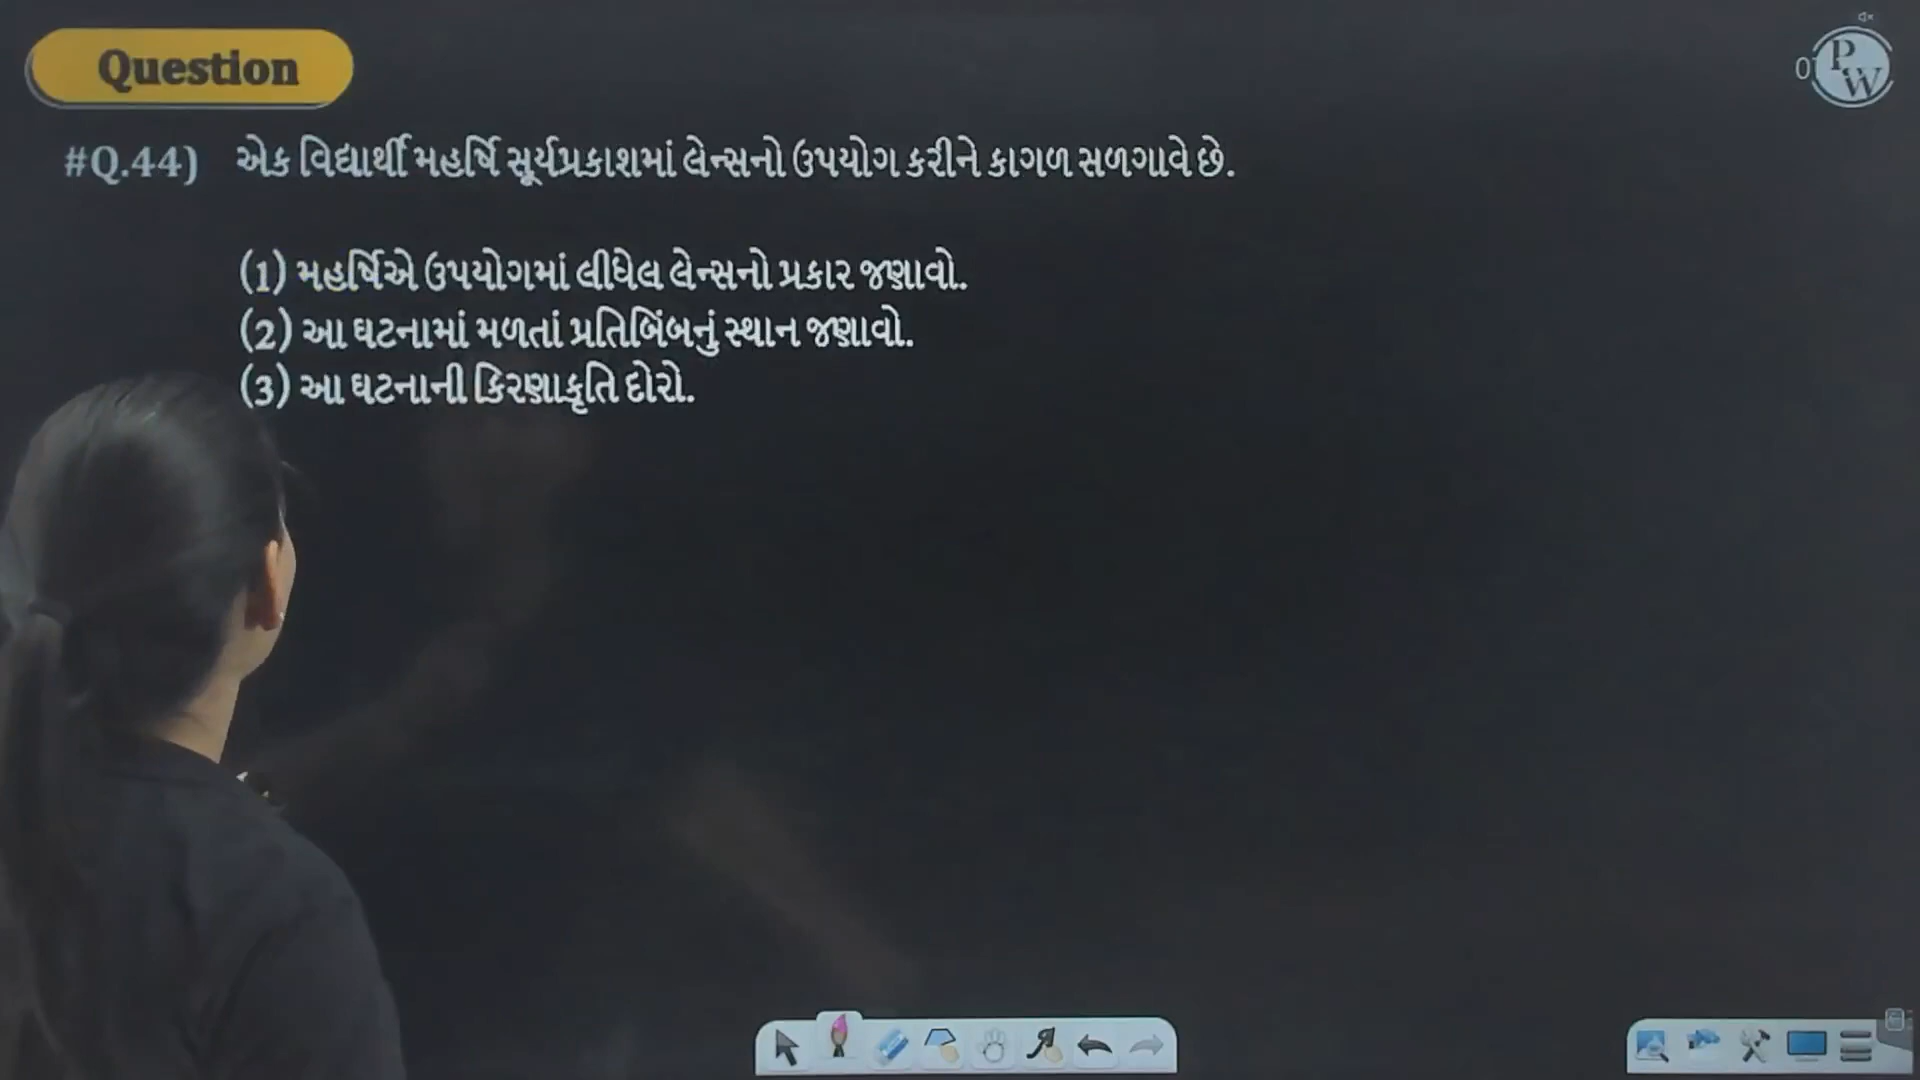 Question
#Q.44) એક વિદ્યાર્થી મહર્ષિ સૂર્યપ્રકાશમાં લેન્સનો ઉપયોગ કરીને કાગળ સળગાવે છે.
(1) મહર્ષિએ ઉપયોગમાં લીધેલ લેન્સનો પ્રકાર જણાવો.
(2) આ ઘટનામાં મળતાં પ્રતિબિંબનું સ્થાન જણાવો.
(3) આ ઘટનાની કિરણાકૃતિ દોરો.
PW